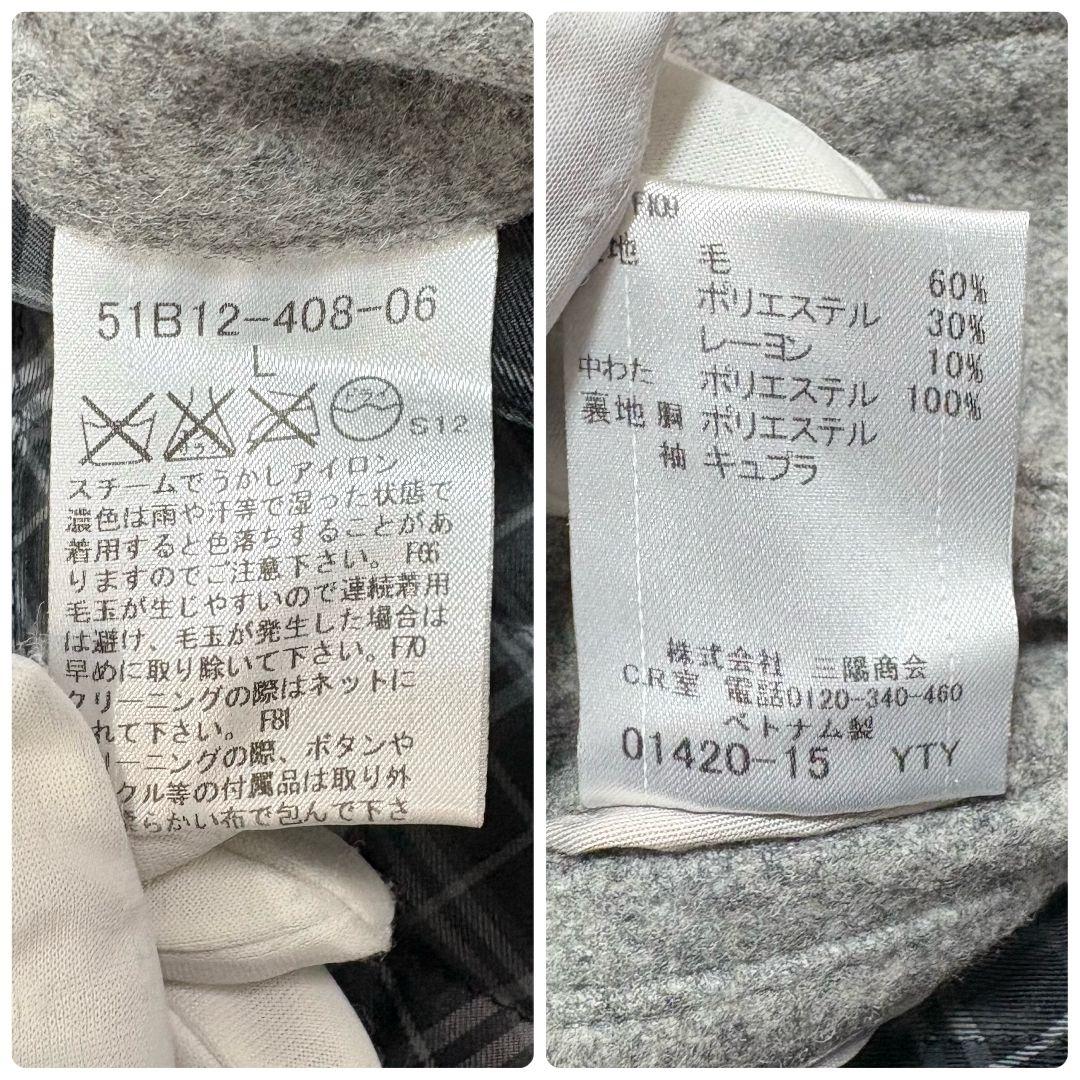 51B12-408-06
L
ドライ
S12
スチームでうかしアイロン
濃色は雨や汗等で湿った状態で
着用すると色落ちすることがあ
りますのでご注意下さい。 F06
毛玉が生じやすいので連続着用
は避け、毛玉が発生した場合は
早めに取り除いて下さい。F70
クリーニングの際はネットに
れて下さい。 F81
リーニングの際、ボタンや
クル等の付属品は取り外
柔らかい布で包んで下さ
F109
地 毛 60%
ポリエステル 30%
レーヨン 10%
中わた ポリエステル 100%
裏地 胴 ポリエステル
袖 キュプラ
株式会社 三陽商会
C.R室 電話0120-340-460
ベトナム製
01420-15 YTY